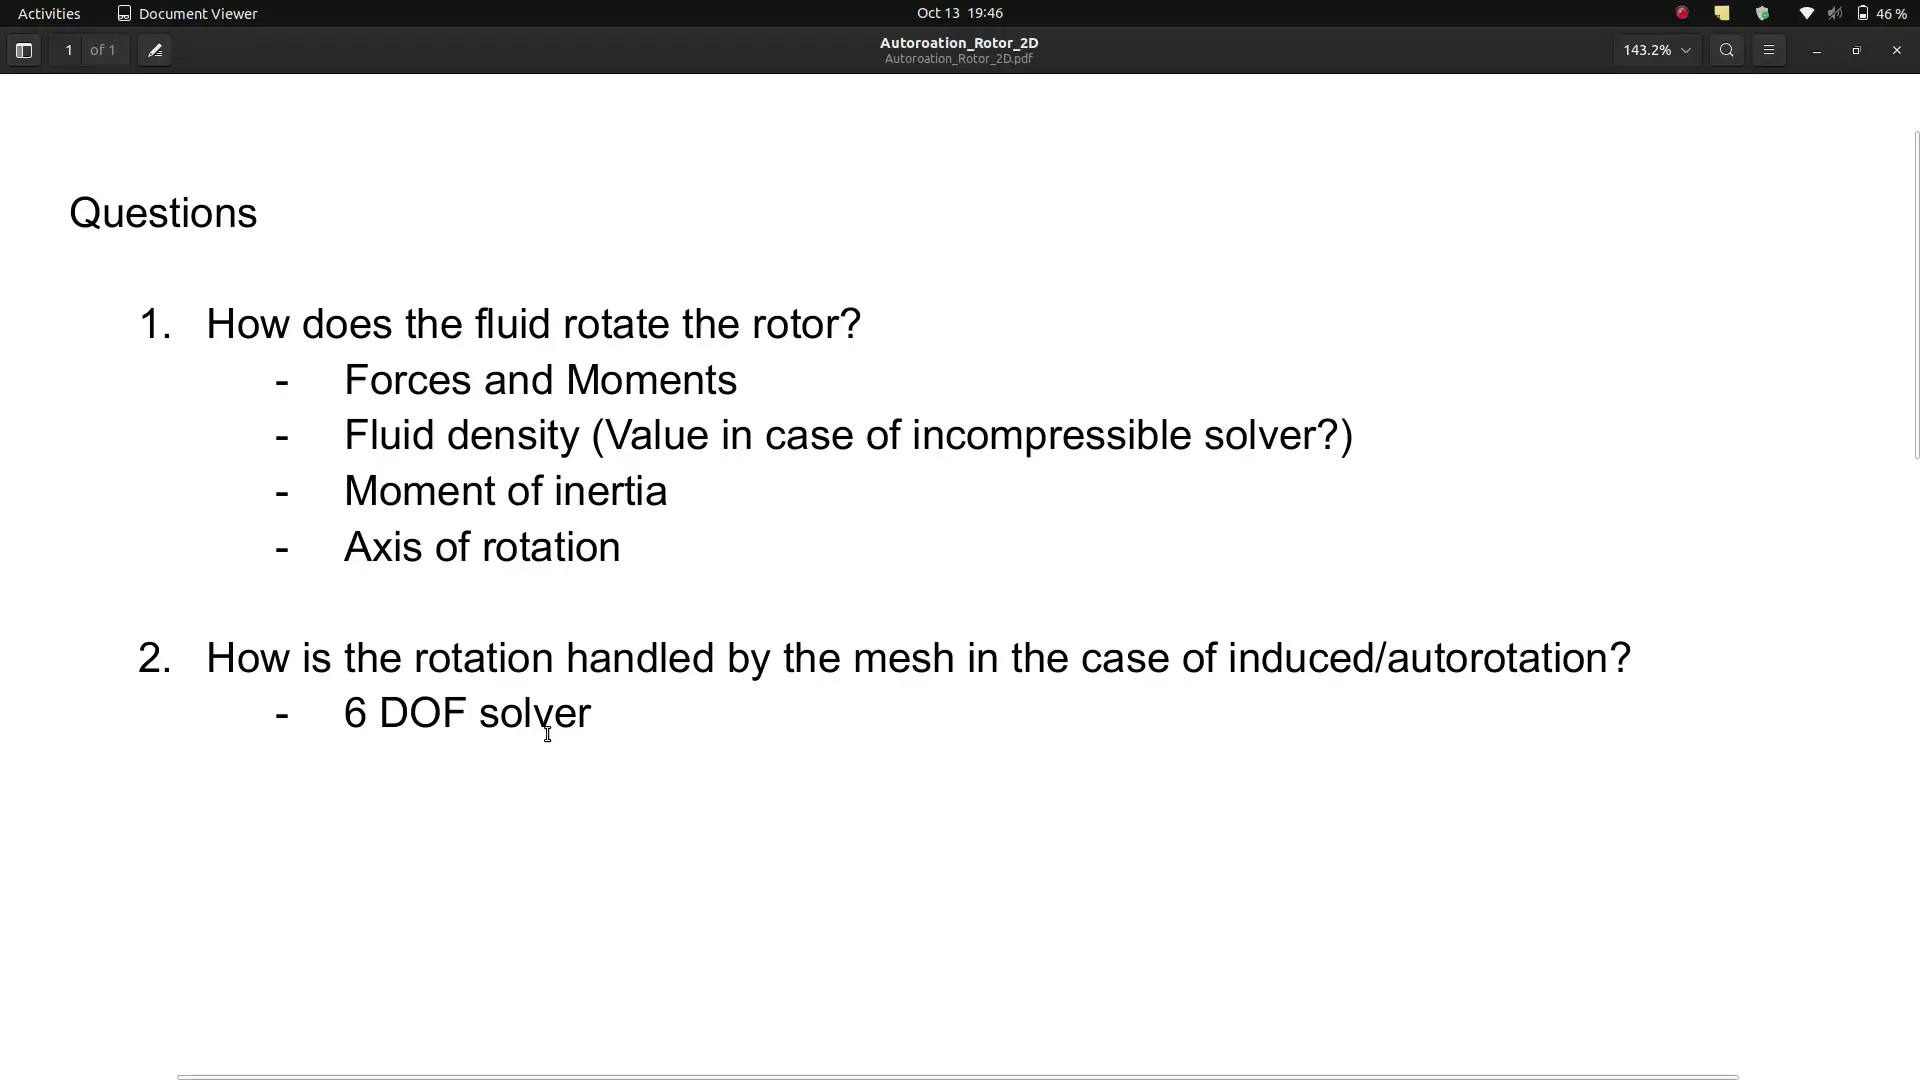 Activities
Document Viewer
Oct 13 19:46
46 %
1 of 1
Autoroation_Rotor_2D
Autoroation_Rotor_2D.pdf
143.2%
Questions
1. How does the fluid rotate the rotor?
- Forces and Moments
- Fluid density (Value in case of incompressible solver?)
- Moment of inertia
- Axis of rotation
2. How is the rotation handled by the mesh in the case of induced/autorotation?
- 6 DOF solver